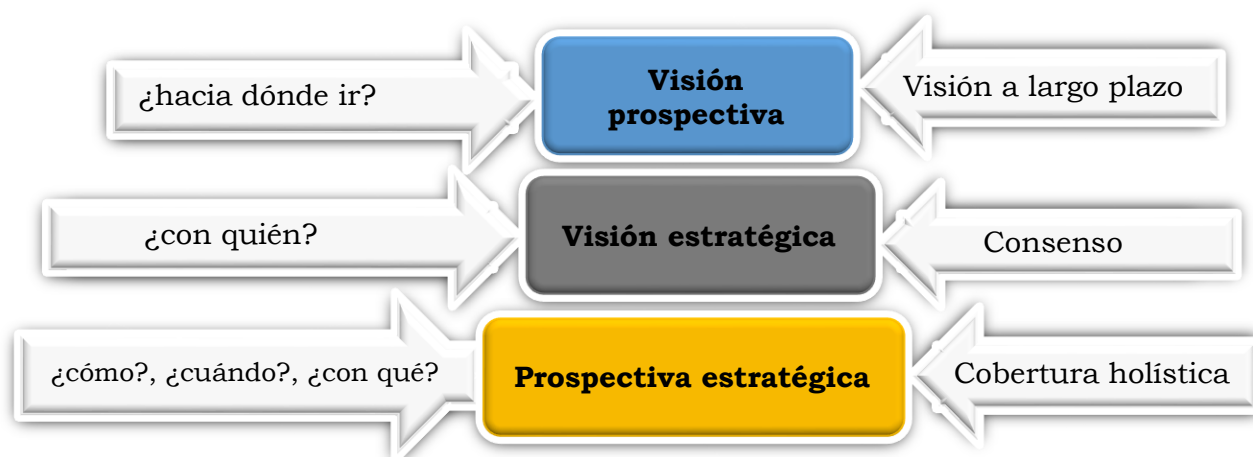 ¿hacia dónde ir?
Visión
prospectiva
Visión a largo plazo
¿con quién?
Visión estratégica
Consenso
¿cómo?, ¿cuándo?, ¿con qué?
Prospectiva estratégica
Cobertura holística